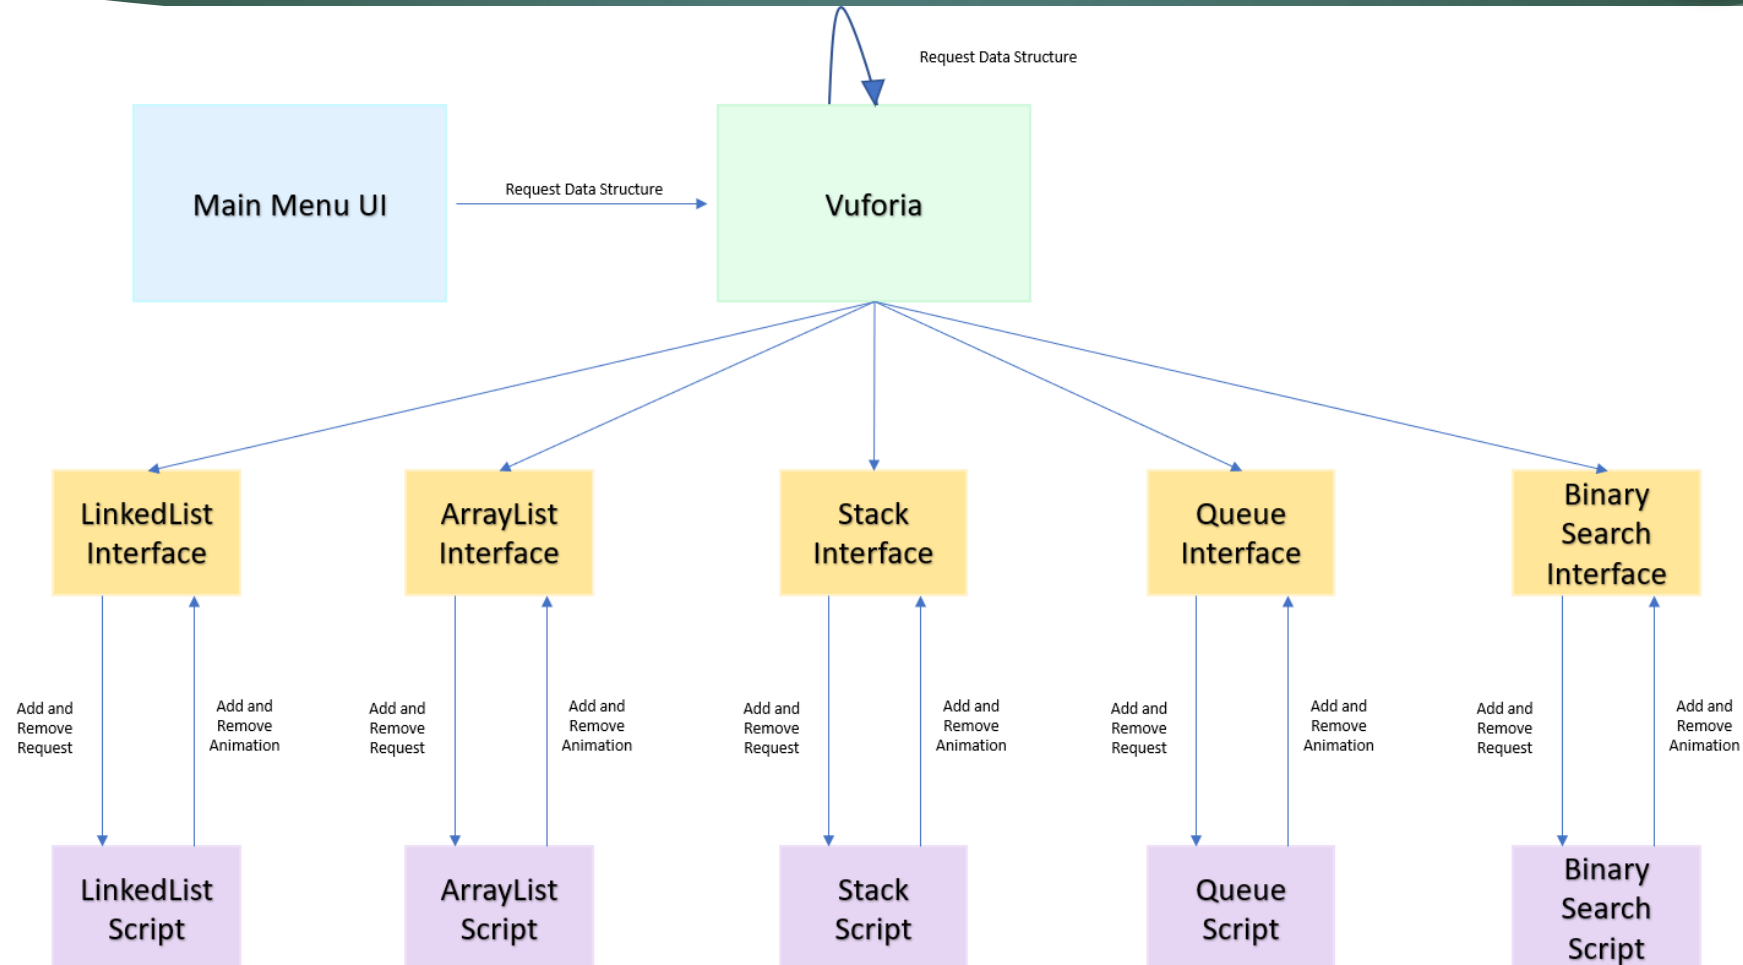 Request Data Structure
Main Menu UI
Request Data Structure
Vuforia
LinkedList
Interface
ArrayList
Interface
Stack
Interface
Queue
Interface
Binary
Search
Interface
Add and
Remove
Request
Add and
Remove
Animation
Add and
Remove
Request
Add and
Remove
Animation
Add and
Remove
Request
Add and
Remove
Animation
Add and
Remove
Request
Add and
Remove
Animation
Add and
Remove
Request
Add and
Remove
Animation
LinkedList
Script
ArrayList
Script
Stack
Script
Queue
Script
Binary
Search
Script